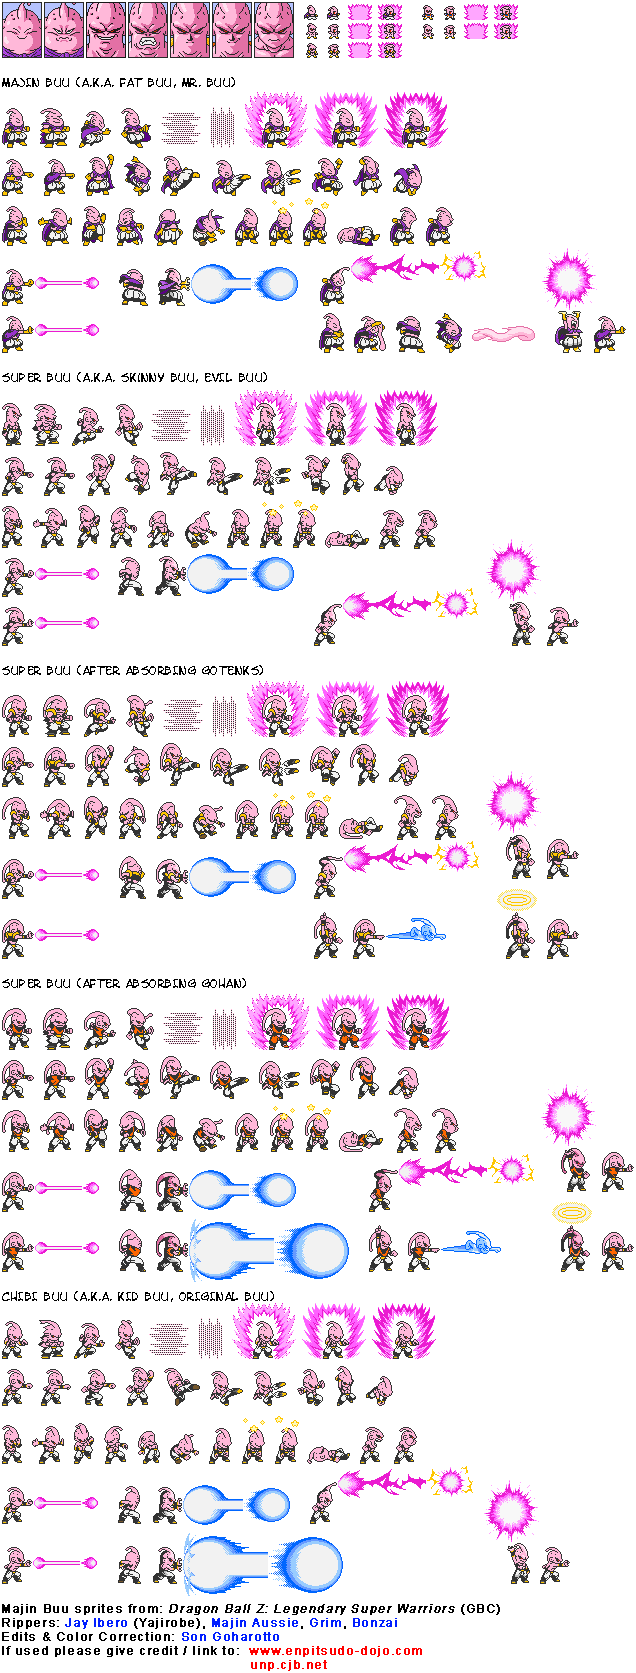 MAJIN BUU (A.K.A. FAT BUU, MR. BUU)
SUPER BUU (A.K.A. SKINNY BUU, EVIL BUU)
SUPER BUU (AFTER ABSORBING GOTENKS)
SUPER BUU (AFTER ABSORBING GOHAN)
CHIBI BUU (A.K.A. KID BUU, ORIGINAL BUU)
Majin Buu sprites from: Dragon Ball Z: Legendary Super Warriors (GBC)
Rippers: Jay Ibero (Yajirobe), Majin Aussie, Grim, Bonzai
Edits & Color Correction: Son Goharotto
If used please give credit / link to: www.enpitsudo-dojo.com
unp.cjb.net